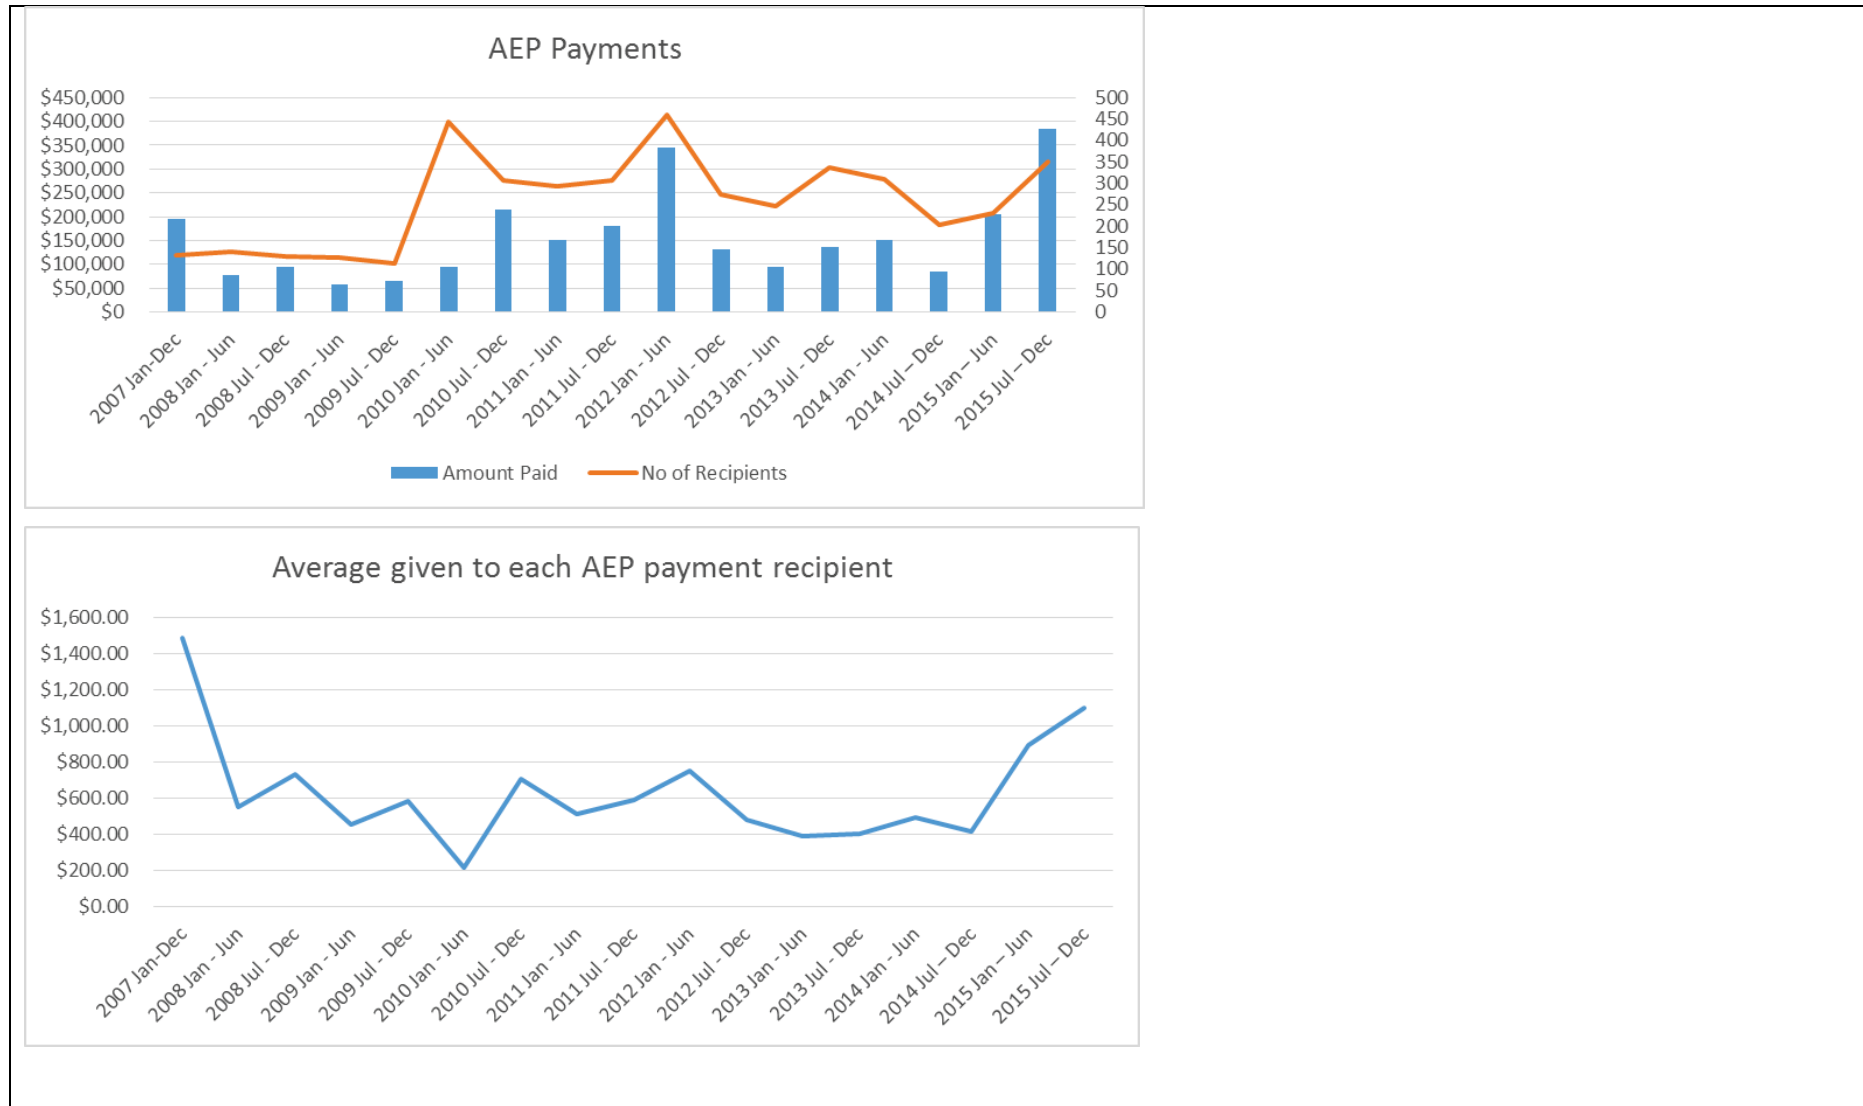 AEP Payments
$450,000
$400,000
$350,000
$300,000
$250,000
$200,000
$150,000
$100,000
$50,000
$0
500
450
400
350
300
250
200
150
100
50
0
2007 Jan-Dec
2008 Jan - Jun
2008 Jul - Dec
2009 Jan - Jun
2009 Jul - Dec
2010 Jan - Jun
2010 Jul - Dec
2011 Jan - Jun
2011 Jul - Dec
2012 Jan - Jun
2012 Jul - Dec
2013 Jan - Jun
2013 Jul - Dec
2014 Jan - Jun
2014 Jul – Dec
2015 Jan – Jun
2015 Jul – Dec
Amount Paid
No of Recipients
Average given to each AEP payment recipient
$1,600.00
$1,400.00
$1,200.00
$1,000.00
$800.00
$600.00
$400.00
$200.00
$0.00
2007 Jan-Dec
2008 Jan - Jun
2008 Jul - Dec
2009 Jan - Jun
2009 Jul - Dec
2010 Jan - Jun
2010 Jul - Dec
2011 Jan - Jun
2011 Jul - Dec
2012 Jan - Jun
2012 Jul - Dec
2013 Jan - Jun
2013 Jul - Dec
2014 Jan - Jun
2014 Jul – Dec
2015 Jan – Jun
2015 Jul – Dec